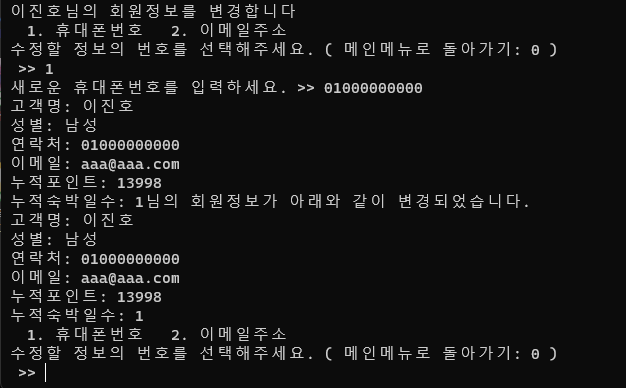 이진호님의 회원정보를 변경합니다
1. 휴대폰번호 2. 이메일주소
수정할 정보의 번호를 선택해주세요. ( 메인메뉴로 돌아가기: 0 )
>> 1
새로운 휴대폰번호를 입력하세요. >> 01000000000
고객명: 이진호
성별: 남성
연락처: 01000000000
이메일: aaa@aaa.com
누적포인트: 13998
누적숙박일수: 1님의 회원정보가 아래와 같이 변경되었습니다.
고객명: 이진호
성별: 남성
연락처: 01000000000
이메일: aaa@aaa.com
누적포인트: 13998
누적숙박일수: 1
1. 휴대폰번호 2. 이메일주소
수정할 정보의 번호를 선택해주세요. ( 메인메뉴로 돌아가기: 0 )
>>